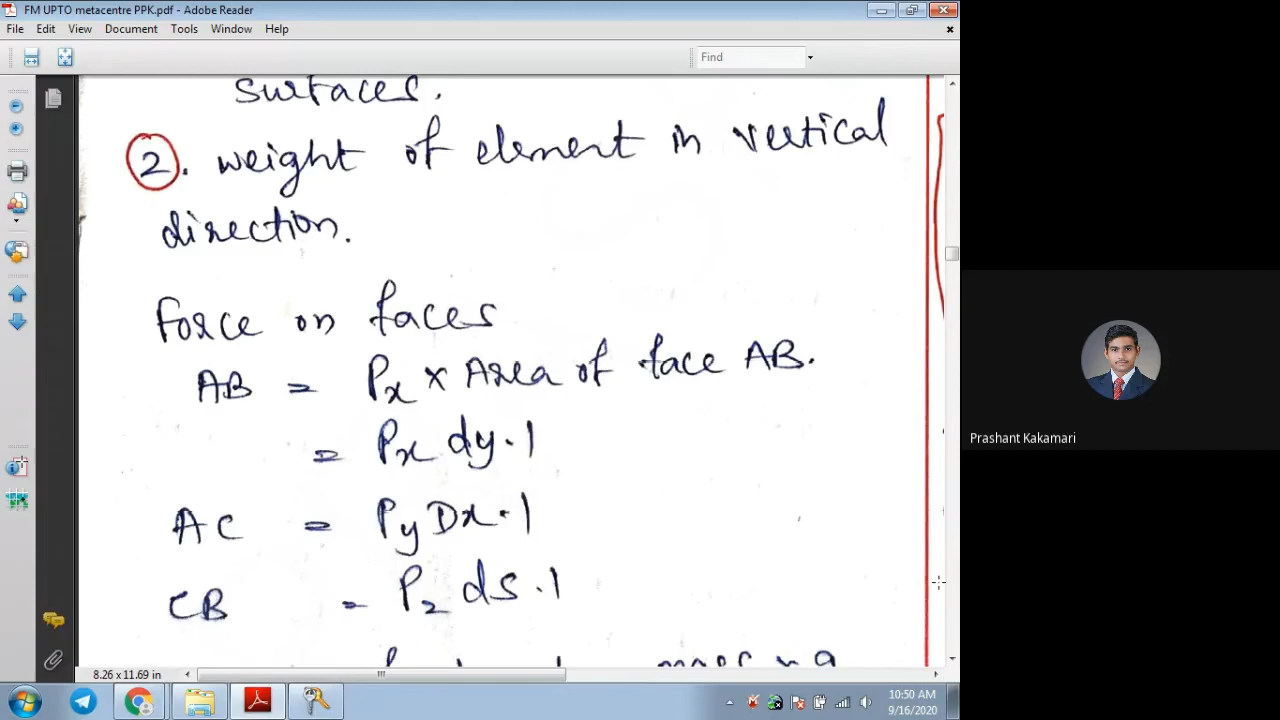 FM UPTO metacentre PPK.pdf - Adobe Reader
File Edit View Document Tools Window Help
Find
surfaces.
2. weight of element in vertical
direction.
Force on faces
AB = Px × Area of face AB.
= Px dy.1
AC = Py Dx.1
CB = Pz ds.1
Prashant Kakamari
8.26 x 11.69 in
10:50 AM
9/16/2020